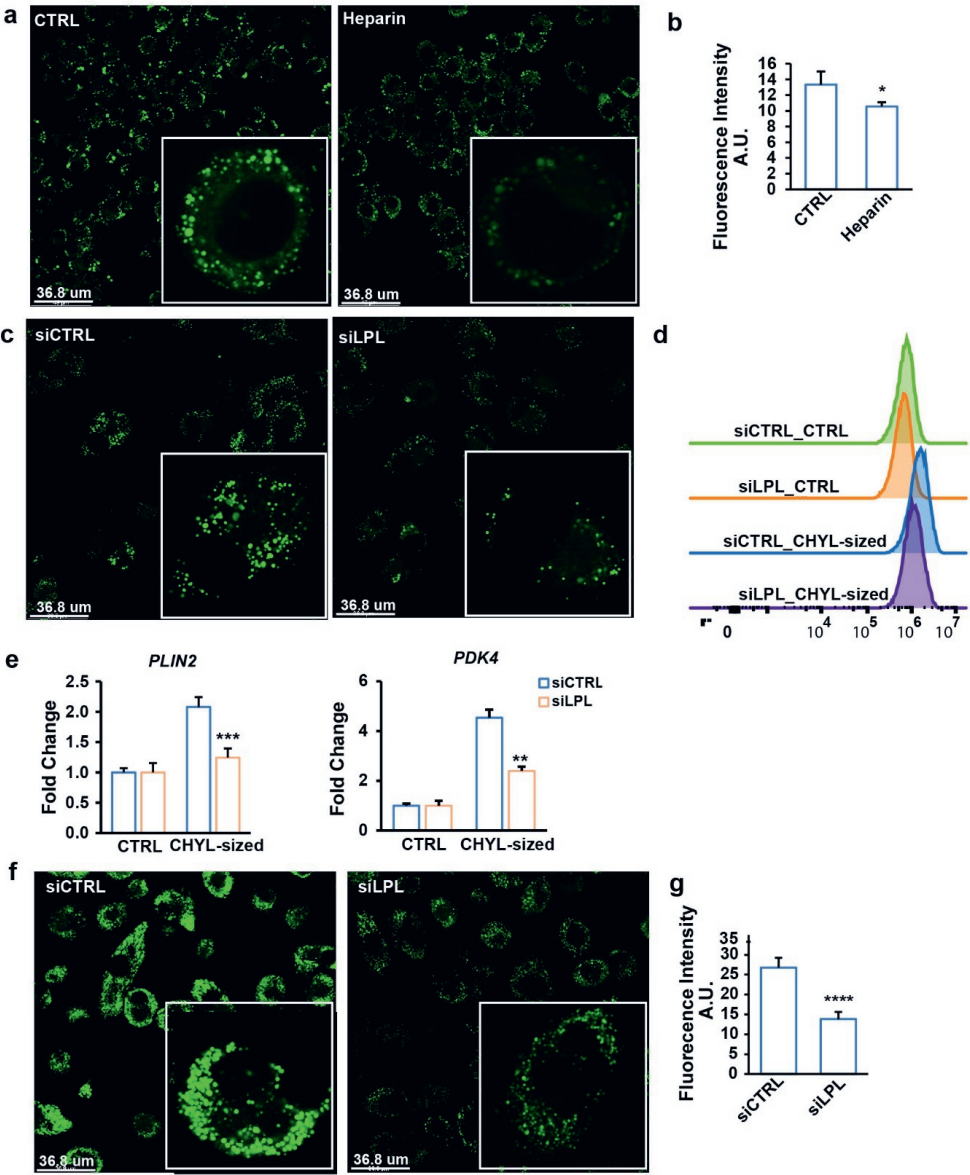 a
CTRL
36.8 um
Heparin
36.8 um
b
Fluorescence Intensity
A.U.
16
14
12
10
8
6
4
2
0
*
CTRL
Heparin
c
siCTRL
36.8 um
siLPL
36.8 um
d
siCTRL_CTRL
siLPL_CTRL
siCTRL_CHYL-sized
siLPL_CHYL-sized
0
10^4
10^5
10^6
10^7
e
PLIN2
Fold Change
2.5
2.0
1.5
1.0
0.5
0.0
***
CTRL CHYL-sized
PDK4
Fold Change
6
4
2
0
**
siCTRL
siLPL
CTRL CHYL-sized
f
siCTRL
36.8 um
siLPL
36.8 um
g
Fluorecence Intensity
A.U.
35
30
25
20
15
10
5
0
****
siCTRL
siLPL